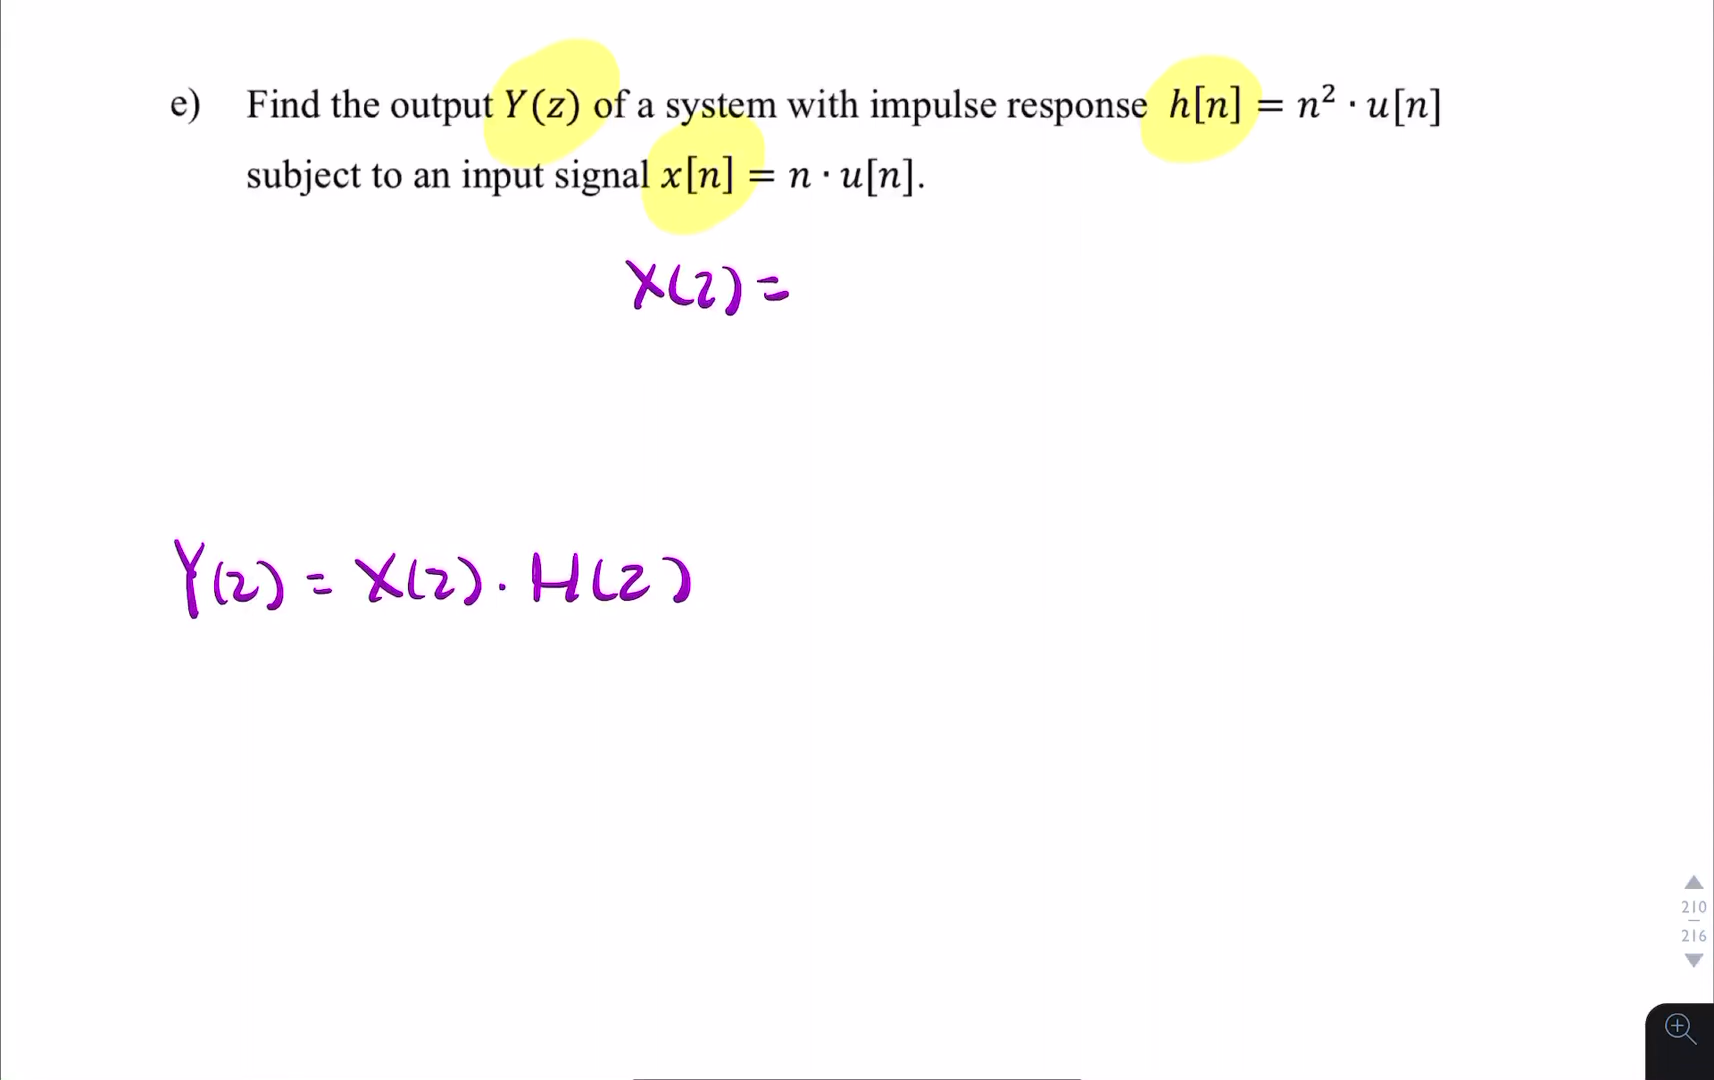 e) Find the output Y(z) of a system with impulse response h[n] = n² · u[n]
subject to an input signal x[n] = n · u[n].
X(z) =
Y(z) = X(z) · H(z)
210
216